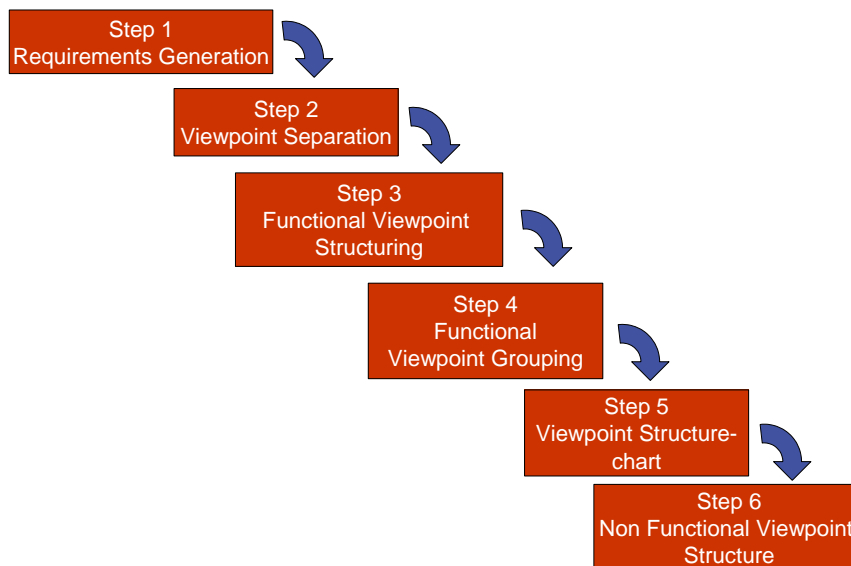 Step 1
Requirements Generation
Step 2
Viewpoint Separation
Step 3
Functional Viewpoint
Structuring
Step 4
Functional
Viewpoint Grouping
Step 5
Viewpoint Structure-
chart
Step 6
Non Functional Viewpoint
Structure